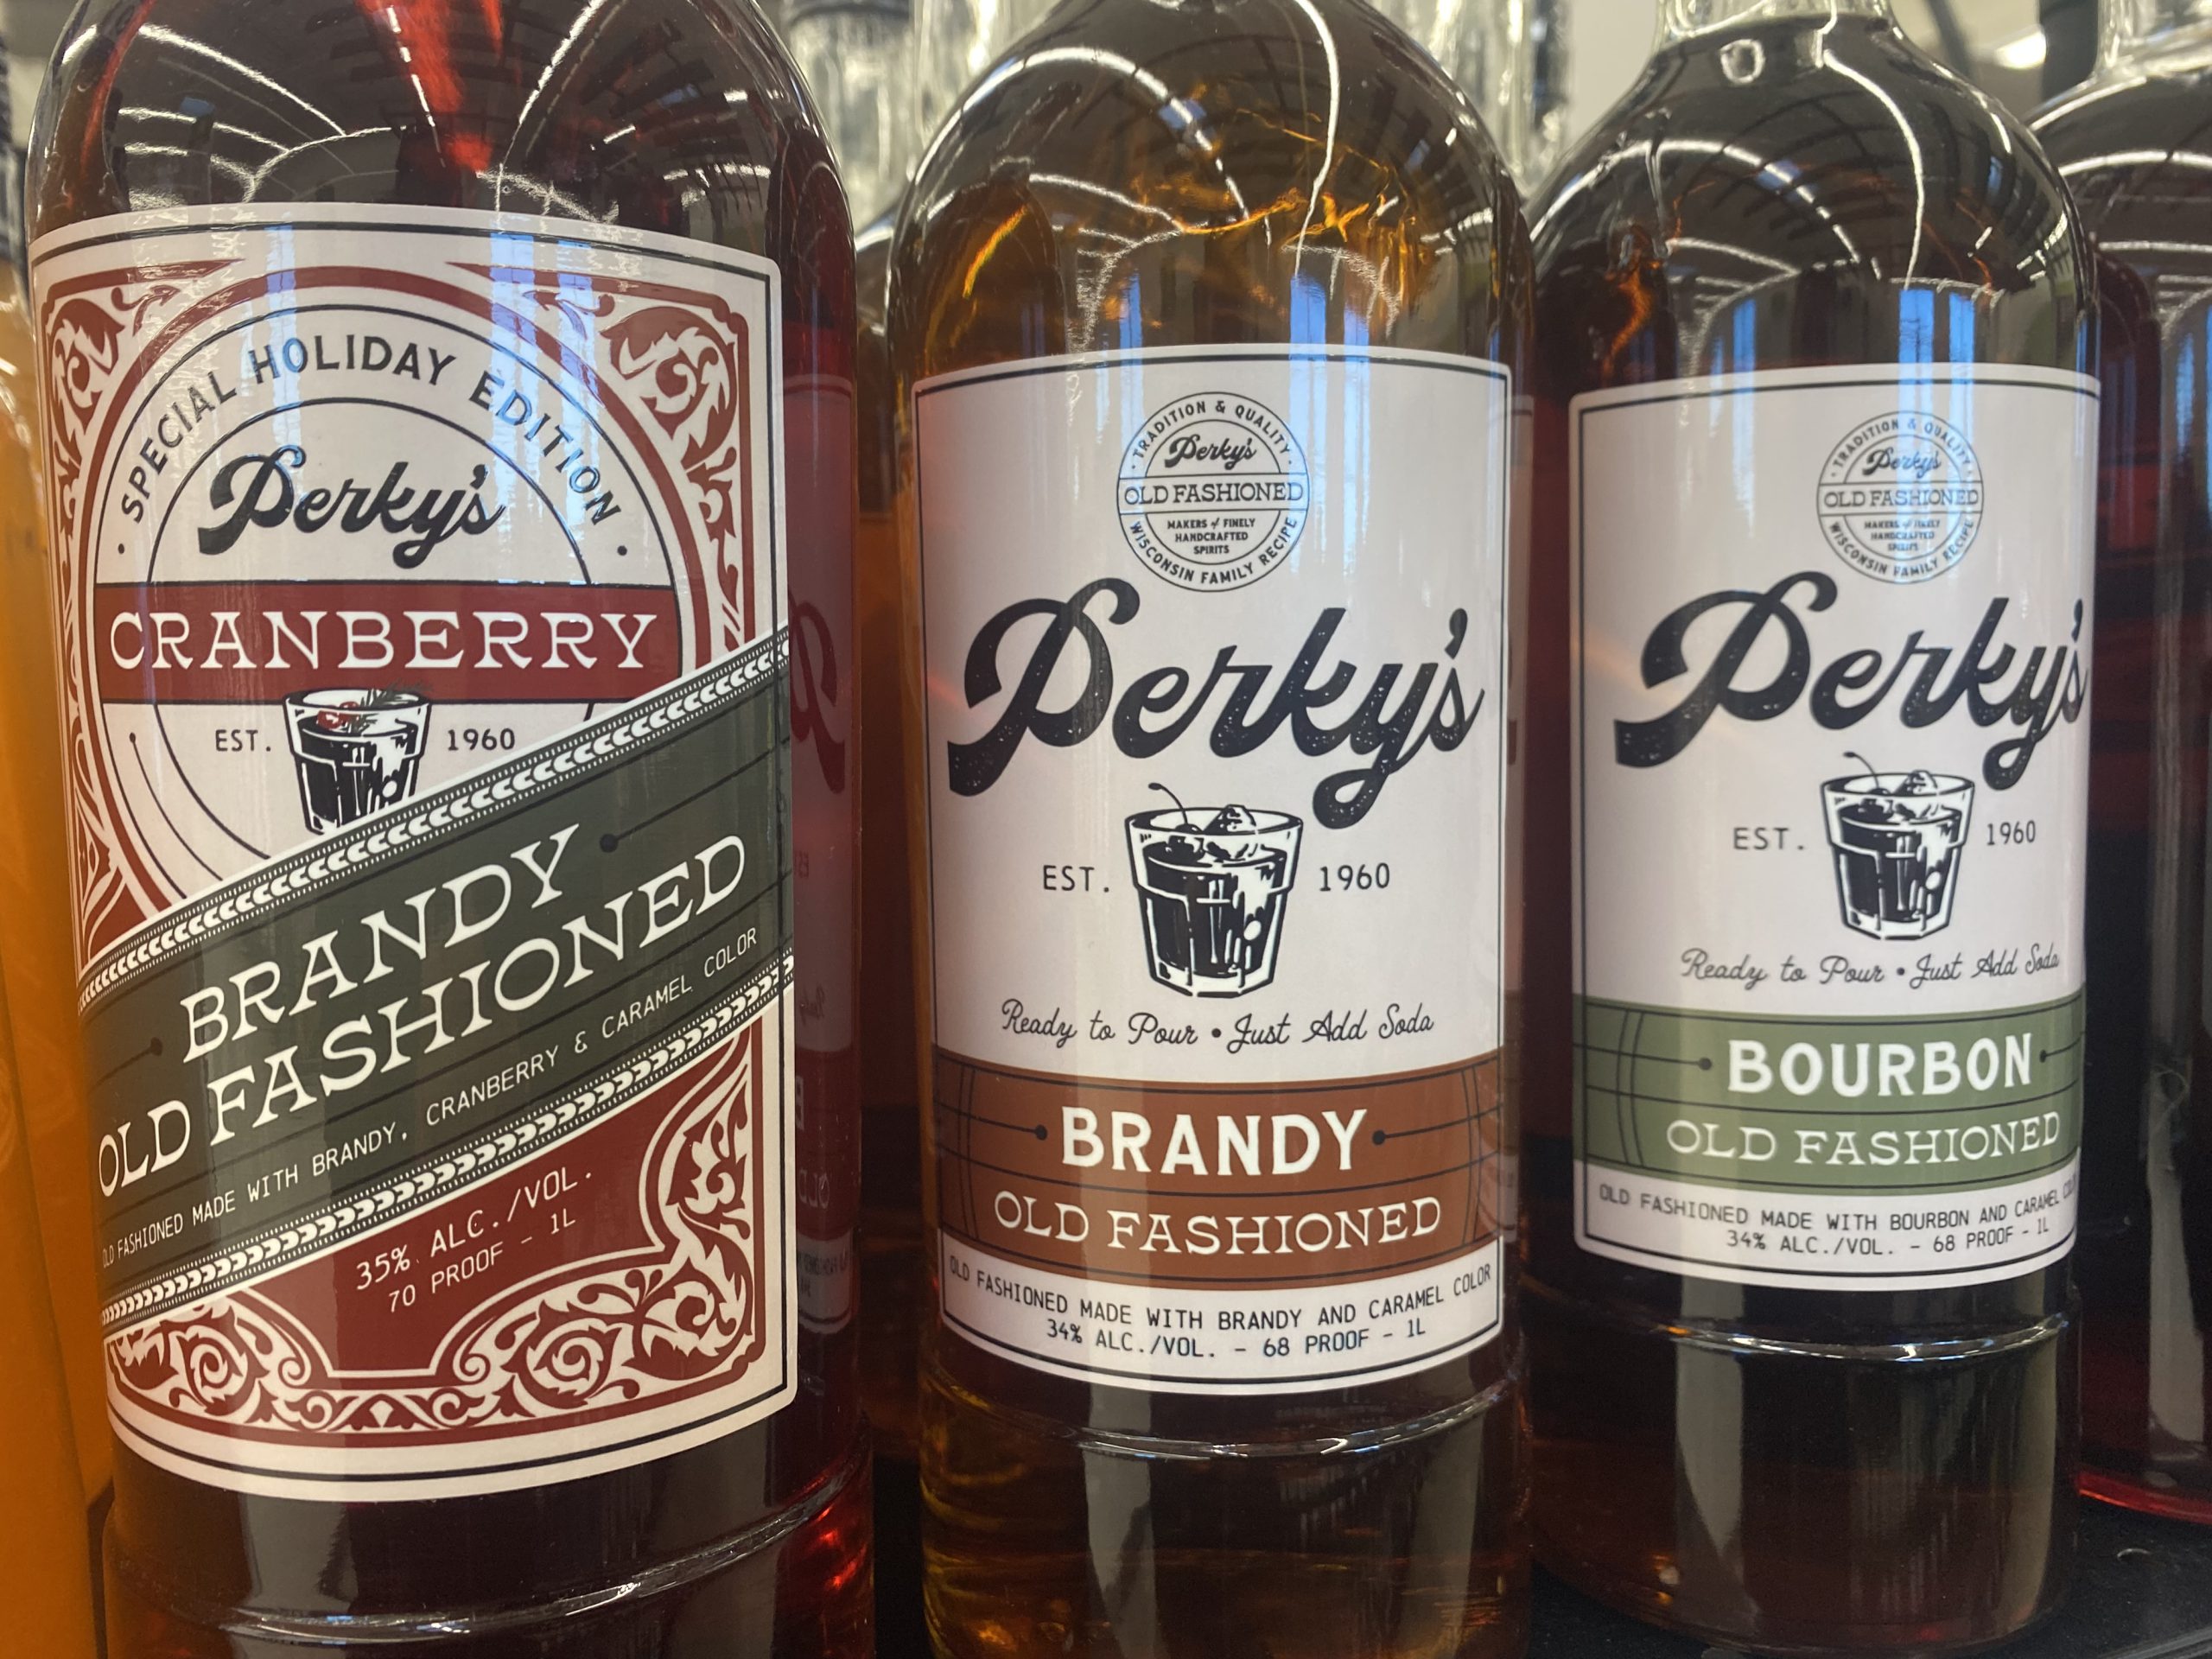 SPECIAL HOLIDAY EDITION
Perky's
CRANBERRY
EST. 1960
BRANDY
OLD FASHIONED
OLD FASHIONED MADE WITH BRANDY, CRANBERRY & CARAMEL COLOR
35% ALC./VOL.
70 PROOF - 1L
TRADITION & QUALITY
Perky's
OLD FASHIONED
MAKERS of FINELY
HANDCRAFTED
SPIRITS
WISCONSIN FAMILY RECIPE
Perky's
EST. 1960
Ready to Pour • Just Add Soda
BRANDY
OLD FASHIONED
OLD FASHIONED MADE WITH BRANDY AND CARAMEL COLOR
34% ALC./VOL. - 68 PROOF - 1L
TRADITION & QUALITY
Perky's
OLD FASHIONED
MAKERS of FINELY
HANDCRAFTED
SPIRITS
WISCONSIN FAMILY RECIPE
Perky's
EST. 1960
Ready to Pour • Just Add Soda
BOURBON
OLD FASHIONED
OLD FASHIONED MADE WITH BOURBON AND CARAMEL
34% ALC./VOL. - 68 PROOF - 1L